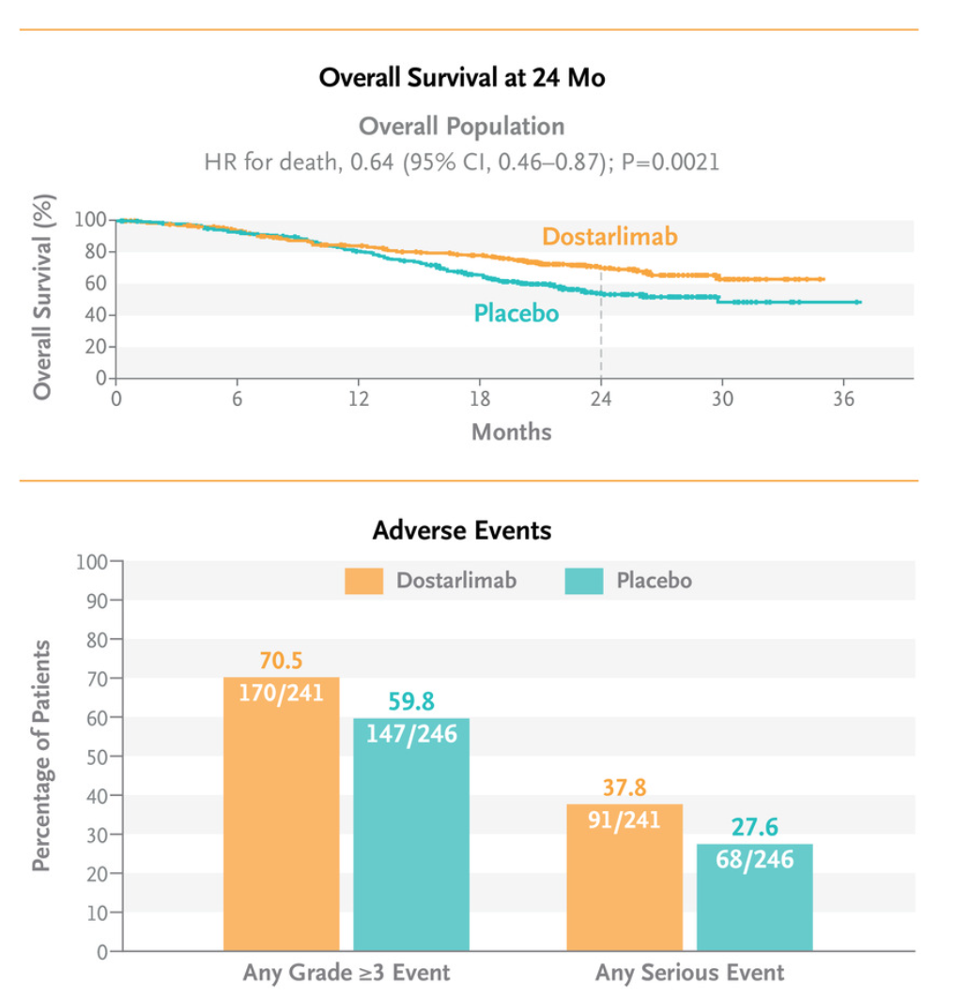 Overall Survival at 24 Mo
Overall Population
HR for death, 0.64 (95% CI, 0.46–0.87); P=0.0021
Overall Survival (%)
100
80
60
40
20
0
Dostarlimab
Placebo
0 6 12 18 24 30 36
Months
Adverse Events
Dostarlimab Placebo
Percentage of Patients
100
90
80
70
60
50
40
30
20
10
0
70.5
170/241
59.8
147/246
37.8
91/241
27.6
68/246
Any Grade ≥3 Event Any Serious Event